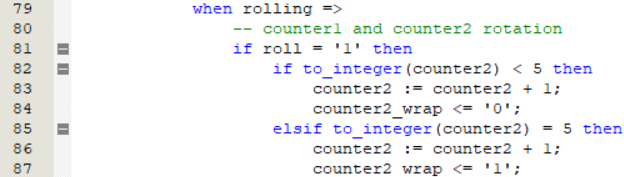 79 when rolling =>
80 -- counter1 and counter2 rotation
81 if roll = '1' then
82 if to_integer(counter2) < 5 then
83 counter2 := counter2 + 1;
84 counter2_wrap <= '0';
85 elsif to_integer(counter2) = 5 then
86 counter2 := counter2 + 1;
87 counter2 wrap <= '1';